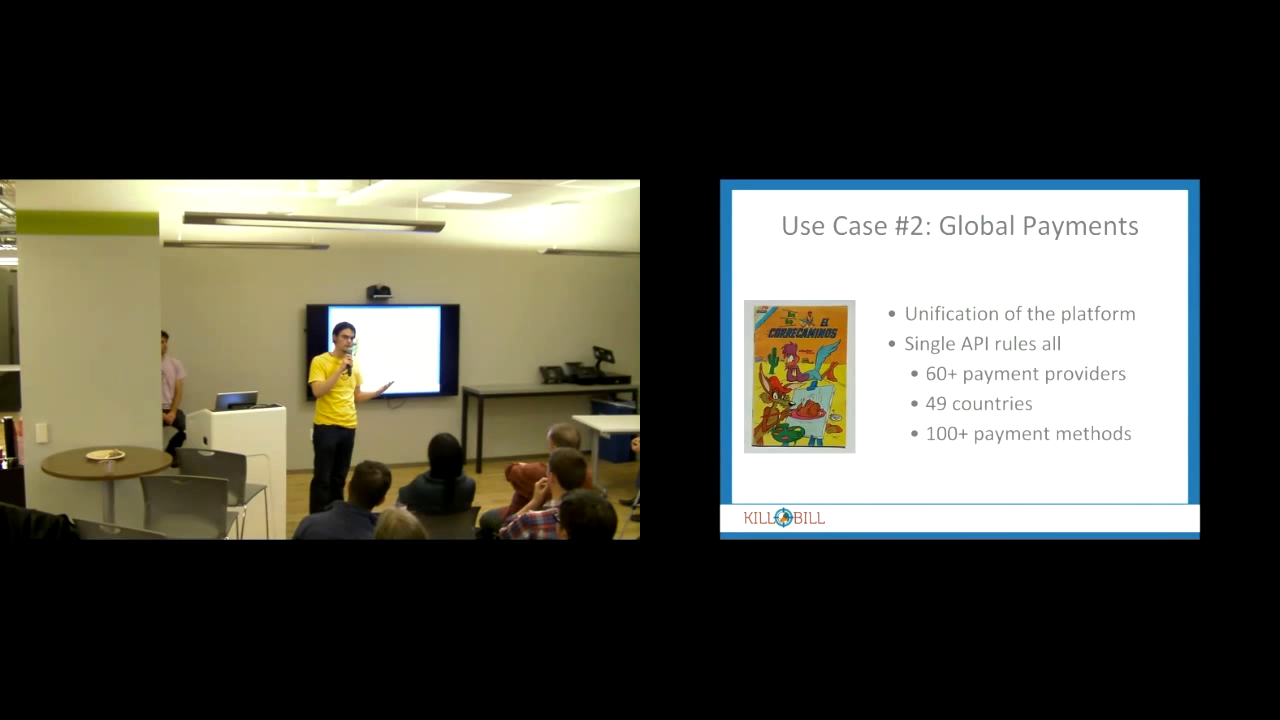 Use Case #2: Global Payments
EL
CORRECAMINOS
• Unification of the platform
• Single API rules all
• 60+ payment providers
• 49 countries
• 100+ payment methods
KILL BILL